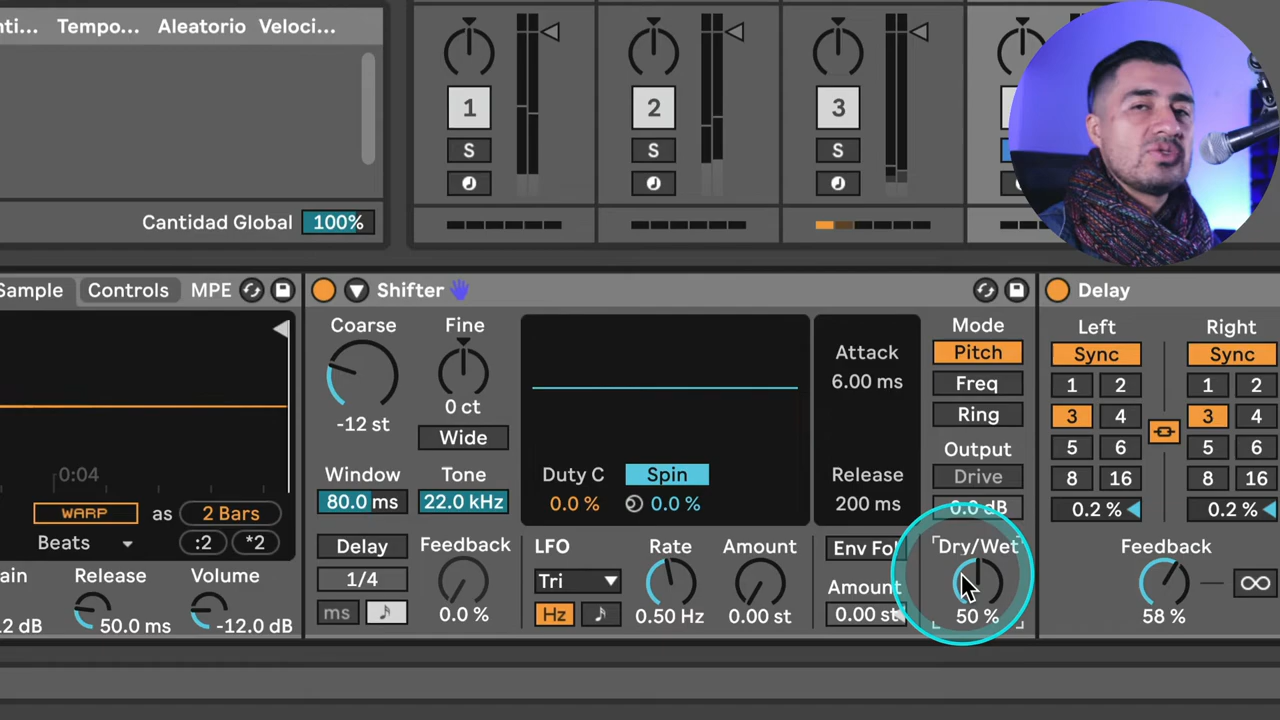 nti... Tempo... Aleatorio Veloci...
1 2 3
S S S
Cantidad Global 100%
Sample Controls MPE
0:04
WARP as 2 Bars
Beats :2 *2
ain Release Volume
12 dB 50.0 ms -12.0 dB
Shifter
Coarse Fine
-12 st 0 ct
Wide
Window Tone
80.0 ms 22.0 kHz
Delay Feedback
1/4
ms 0.0 %
Duty C Spin
0.0 % 0.0 %
LFO Rate Amount
Tri
Hz 0.50 Hz 0.00 st
Attack
6.00 ms
Release
200 ms
Env Fol
Amount
0.00 st
Mode
Pitch
Freq
Ring
Output
Drive
0.0 dB
Dry/Wet
50 %
Delay
Left Right
Sync Sync
1 2 1 2
3 4 3 4
5 6 5 6
8 16 8 16
0.2 % 0.2 %
Feedback
58 %